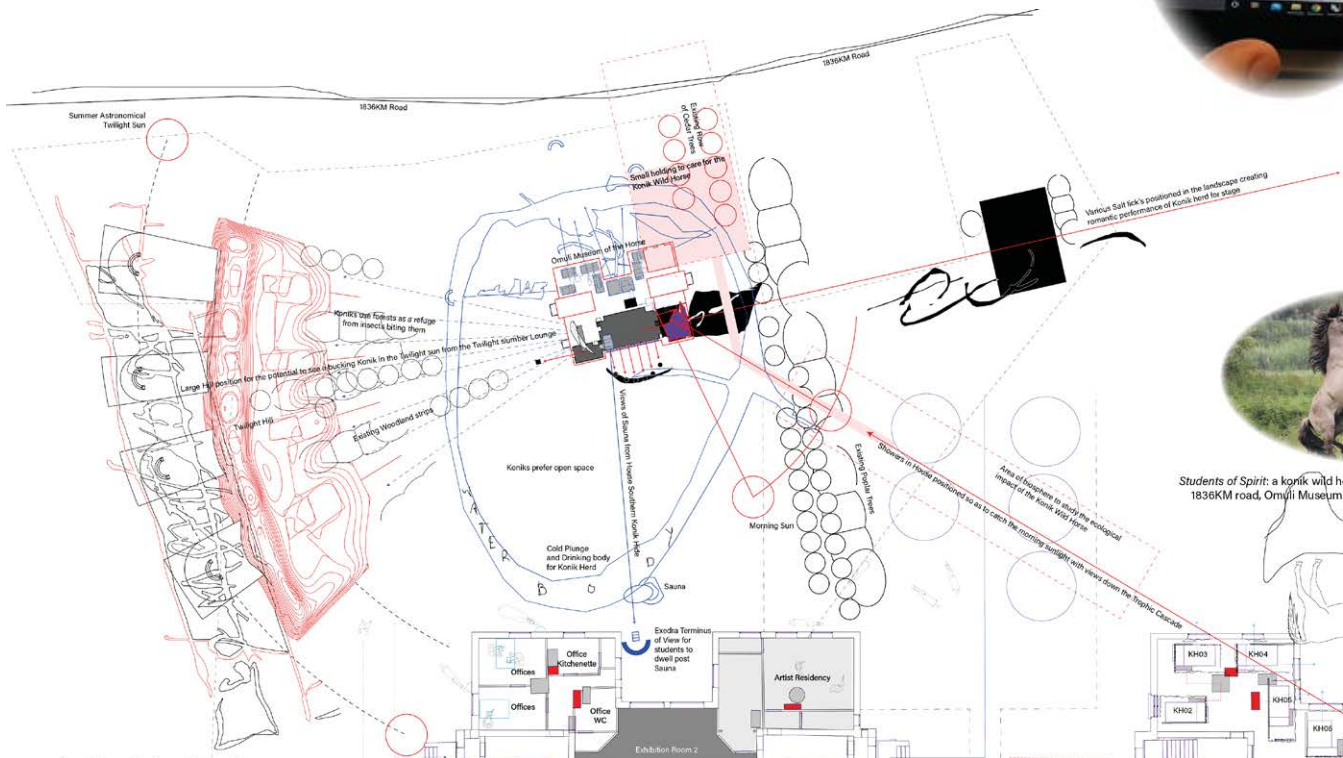 1836KM Road
1836KM Road
Summer Astronomical
Twilight Sun
Existing Row
of Cedar Trees
Small holding to care for the
Konik Wild Horse
Various Salt lick's positioned in the landscape creating
romantic performance of Konik herd for stage
Omuli Museum of the Home
Koniks use forests as a refuge
from insects biting them
Large Hill position for the potential to see a bucking Konik in the Twilight sun from the Twilight slumber Lounge
Twilight Hill
Existing Woodland strips
Views of Sauna from House Southern Konik Hide
Koniks prefer open space
Morning Sun
Existing Poplar Trees
Showers in House positioned so as to catch the morning sunlight with views down the Trophic Cascade
Area of biosphere to study the ecological
impact of the Konik Wild Horse
Students of Spirit: a konik wild
1836KM road, Omuli Museum
WATER BODY
Cold Plunge
and Drinking body
for Konik Herd
Sauna
Exedra Terminus
of View for
students to
dwell post
Sauna
Offices
Office
Kitchenette
Offices
Office
WC
Artist Residency
Exhibition Room 2
KH03
KH04
KH02
KH05
KH06